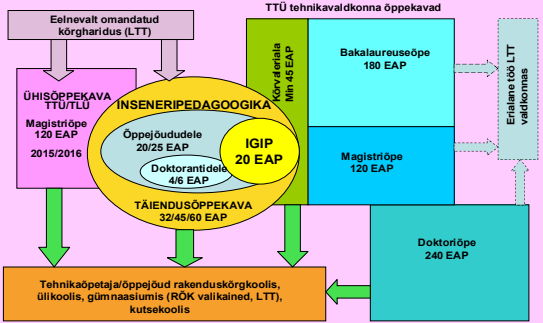 TTÜ tehnikavaldkonna õppekavad
Eelnevalt omandatud
kõrgharidus (LTT)
ÜHISÕPPEKAVA
TTÜ/TLÜ
Magistriõpe
120 EAP
2015/2016
INSENERIPEDAGOOGIKA
Õppejõududele
20/25 EAP
Doktorantidele
4/6 EAP
IGIP
20 EAP
TÄIENDUSÕPPEKAVA
32/45/60 EAP
Kõrvaleriala
Min 45 EAP
Bakalaureuseõpe
180 EAP
Magistriõpe
120 EAP
Erialane töö LTT
valdkonnas
Doktoriõpe
240 EAP
Tehnikaõpetaja/õppejõud rakenduskõrgkoolis,
ülikoolis, gümnaasiumis (RÖK valikained, LTT),
kutsekoolis